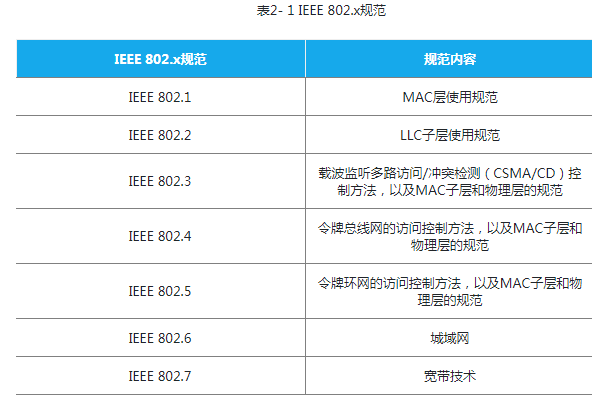 表2- 1 IEEE 802.x规范
IEEE 802.x规范 规范内容
IEEE 802.1 MAC层使用规范
IEEE 802.2 LLC子层使用规范
IEEE 802.3 载波监听多路访问/冲突检测（CSMA/CD）控
制方法，以及MAC子层和物理层的规范
IEEE 802.4 令牌总线网的访问控制方法，以及MAC子层和
物理层的规范
IEEE 802.5 令牌环网的访问控制方法，以及MAC子层和物
理层的规范
IEEE 802.6 城域网
IEEE 802.7 宽带技术